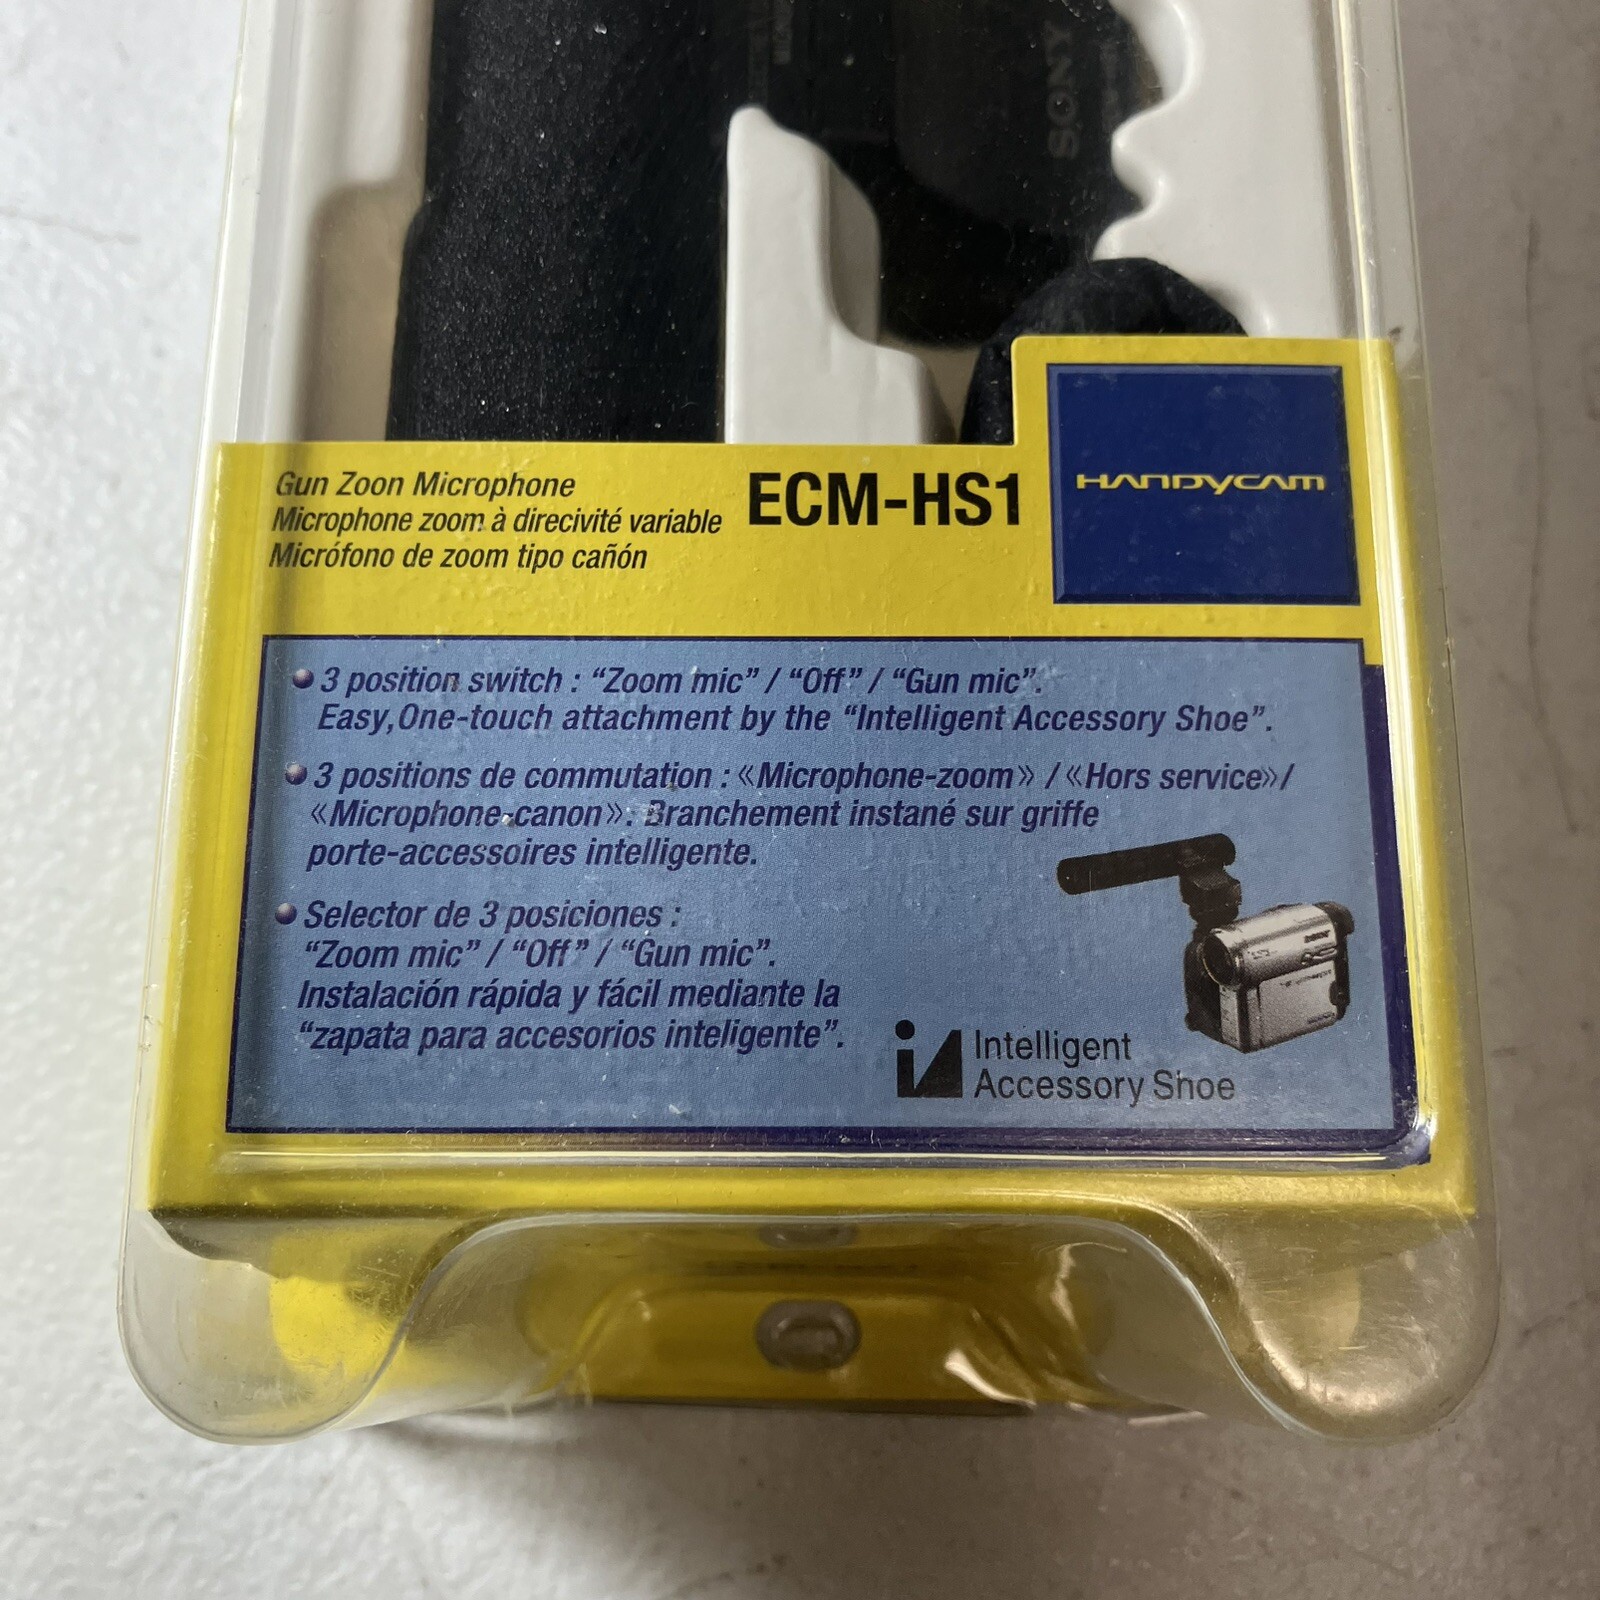 SONY
Gun Zoon Microphone
Microphone zoom à direcivité variable
Micrófono de zoom tipo cañón
ECM-HS1
HANDYCAM
3 position switch : “Zoom mic” / “Off” / “Gun mic”.
Easy,One-touch attachment by the “Intelligent Accessory Shoe”.
3 positions de commutation : «Microphone-zoom» / «Hors service»/
«Microphone-canon». Branchement instané sur griffe
porte-accessoires intelligente.
Selector de 3 posiciones :
“Zoom mic” / “Off” / “Gun mic”.
Instalación rápida y fácil mediante la
“zapata para accesorios inteligente”.
Intelligent
Accessory Shoe